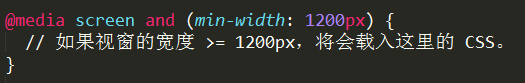 @media screen and (min-width: 1200px) {
// 如果视窗的宽度 >= 1200px，将会载入这里的 CSS。
}